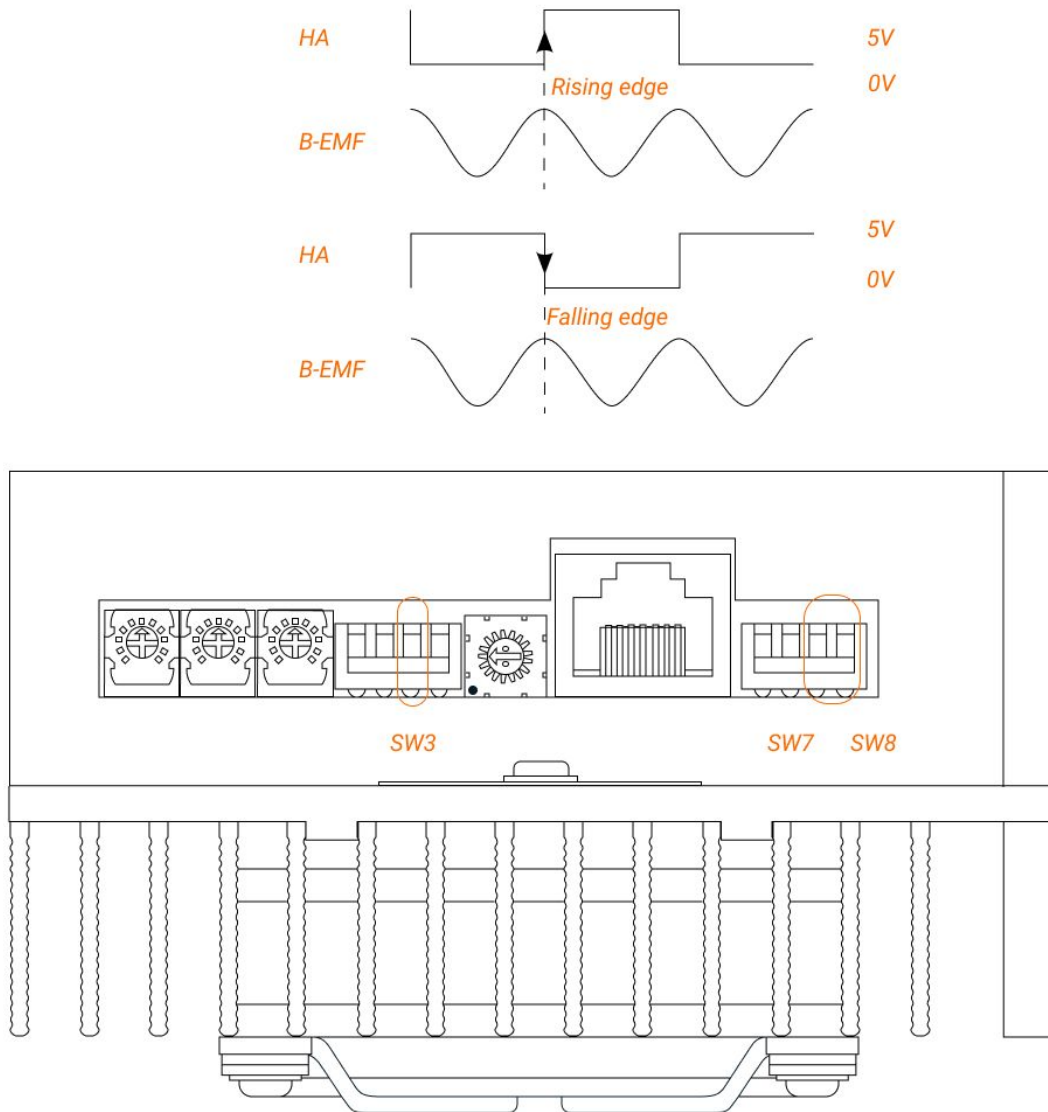 HA 5V
0V
Rising edge
B-EMF
HA 5V
0V
Falling edge
B-EMF
SW3 SW7 SW8